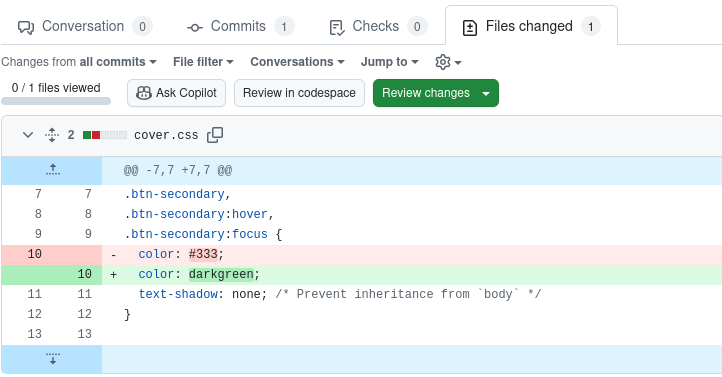 Conversation 0 Commits 1 Checks 0 Files changed 1
Changes from all commits File filter Conversations Jump to
0 / 1 files viewed Ask Copilot Review in codespace Review changes
2 cover.css
@@ -7,7 +7,7 @@
7 7 .btn-secondary,
8 8 .btn-secondary:hover,
9 9 .btn-secondary:focus {
10 - color: #333;
10 + color: darkgreen;
11 11 text-shadow: none; /* Prevent inheritance from `body` */
12 12 }
13 13